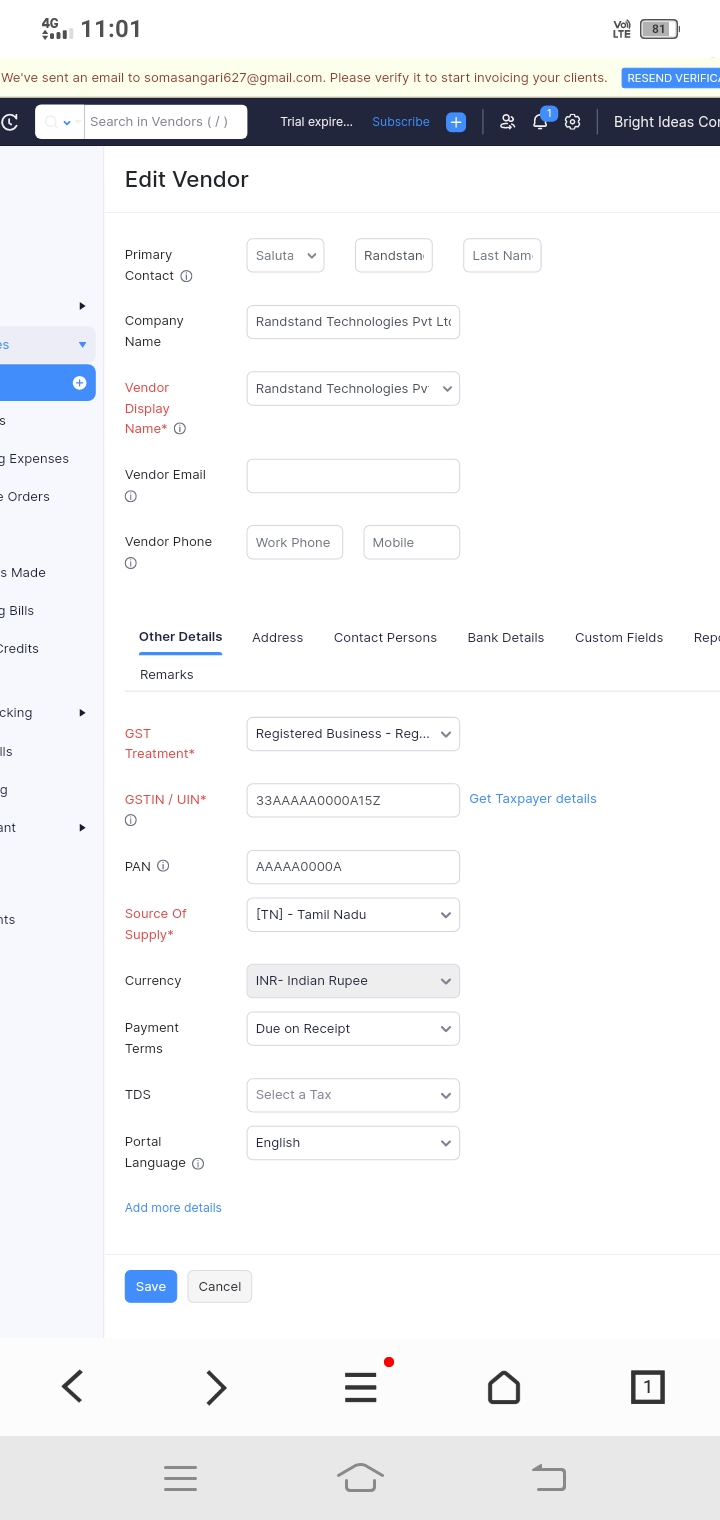 4G 11:01 Vo) LTE 81
We've sent an email to somasangari627@gmail.com. Please verify it to start invoicing your clients. RESEND VERIFICA
Search in Vendors ( / ) Trial expire... Subscribe 1 Bright Ideas Co
Edit Vendor
Primary Contact Saluta Randstan Last Nam
Company Name Randstand Technologies Pvt Ltd
es
Vendor Display Name* Randstand Technologies Pv
s
g Expenses
Vendor Email
e Orders
Vendor Phone Work Phone Mobile
s Made
g Bills
Other Details Address Contact Persons Bank Details Custom Fields Repo
Credits
Remarks
cking
GST Treatment* Registered Business - Reg...
lls
g
GSTIN / UIN* 33AAAAA0000A15Z Get Taxpayer details
ant
PAN AAAAA0000A
Source Of Supply* [TN] - Tamil Nadu
nts
Currency INR- Indian Rupee
Payment Terms Due on Receipt
TDS Select a Tax
Portal Language English
Add more details
Save Cancel
1